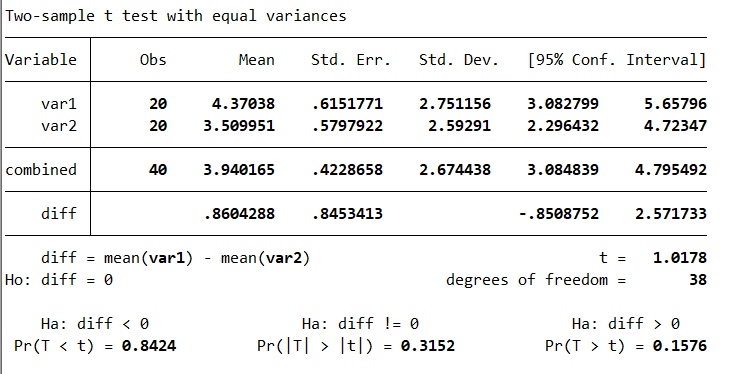 Two-sample t test with equal variances
Variable Obs Mean Std. Err. Std. Dev. [95% Conf. Interval]
var1 20 4.37038 .6151771 2.751156 3.082799 5.65796
var2 20 3.509951 .5797922 2.59291 2.296432 4.72347
combined 40 3.940165 .4228658 2.674438 3.084839 4.795492
diff .8604288 .8453413 -.8508752 2.571733
diff = mean(var1) - mean(var2) t = 1.0178
Ho: diff = 0 degrees of freedom = 38
Ha: diff < 0 Ha: diff != 0 Ha: diff > 0
Pr(T < t) = 0.8424 Pr(|T| > |t|) = 0.3152 Pr(T > t) = 0.1576